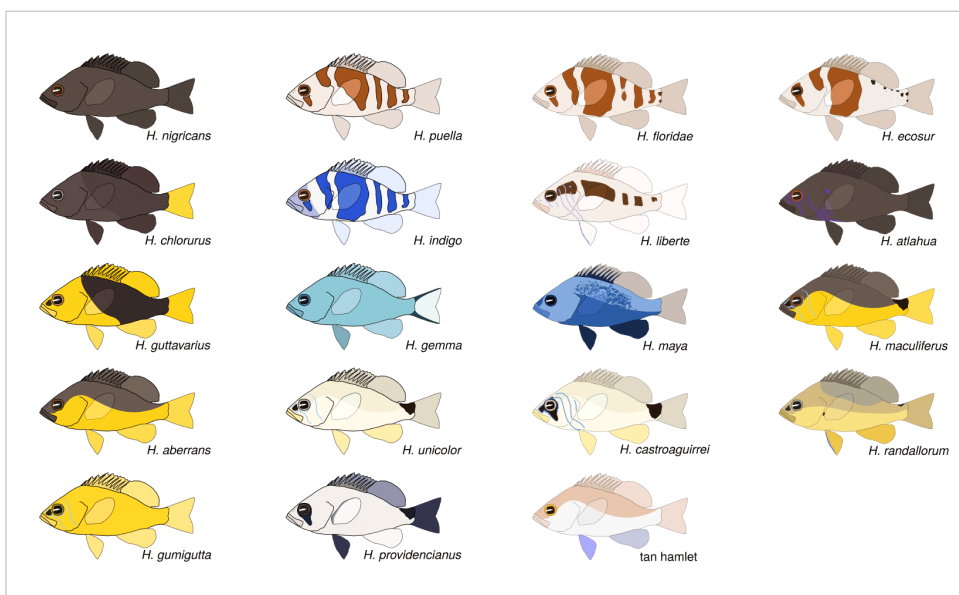 H. nigricans
H. puella
H. floridae
H. ecosur
H. chlorurus
H. indigo
H. liberte
H. atlahua
H. guttavarius
H. gemma
H. maya
H. maculiferus
H. aberrans
H. unicolor
H. castroaguirrei
H. randallorum
H. gumigutta
H. providencianus
tan hamlet